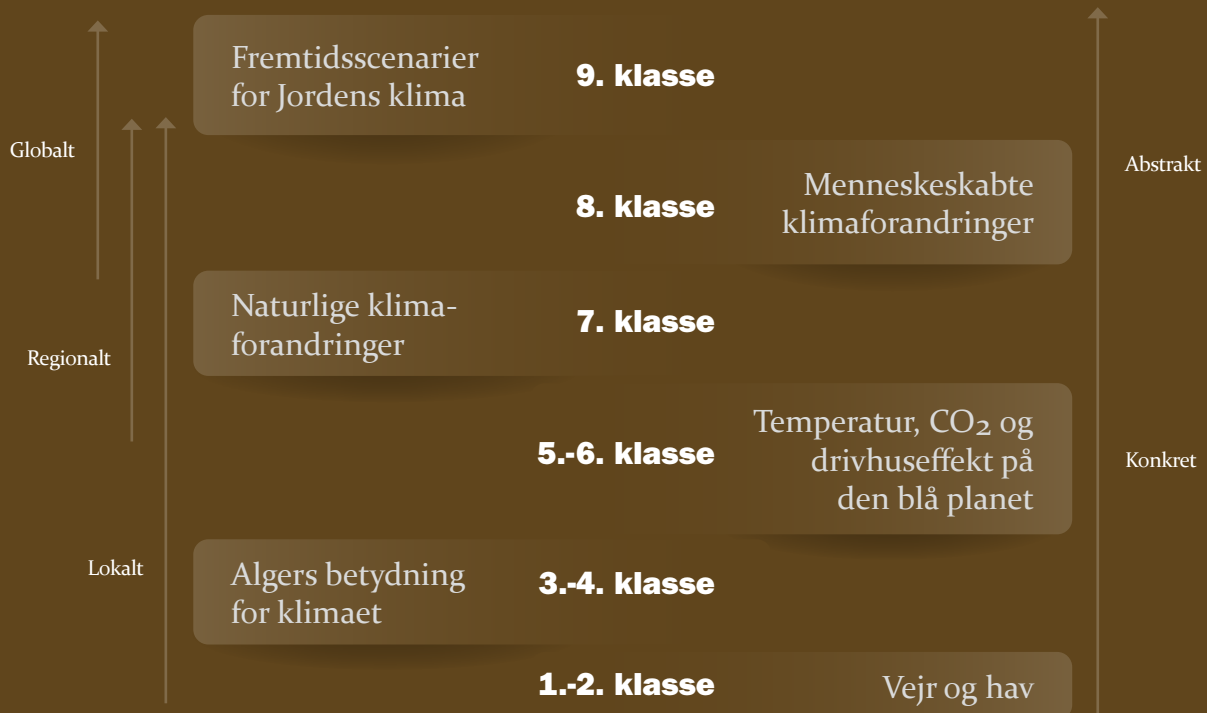 Fremtidsscenarier
for Jordens klima
9. klasse
Globalt
Abstrakt
8. klasse
Menneskeskabte
klimaforandringer
Naturlige klima-
forandringer
7. klasse
Regionalt
5.-6. klasse
Temperatur, CO₂ og
drivhuseffekt på
den blå planet
Konkret
Lokalt
Algers betydning
for klimaet
3.-4. klasse
1.-2. klasse
Vejr og hav